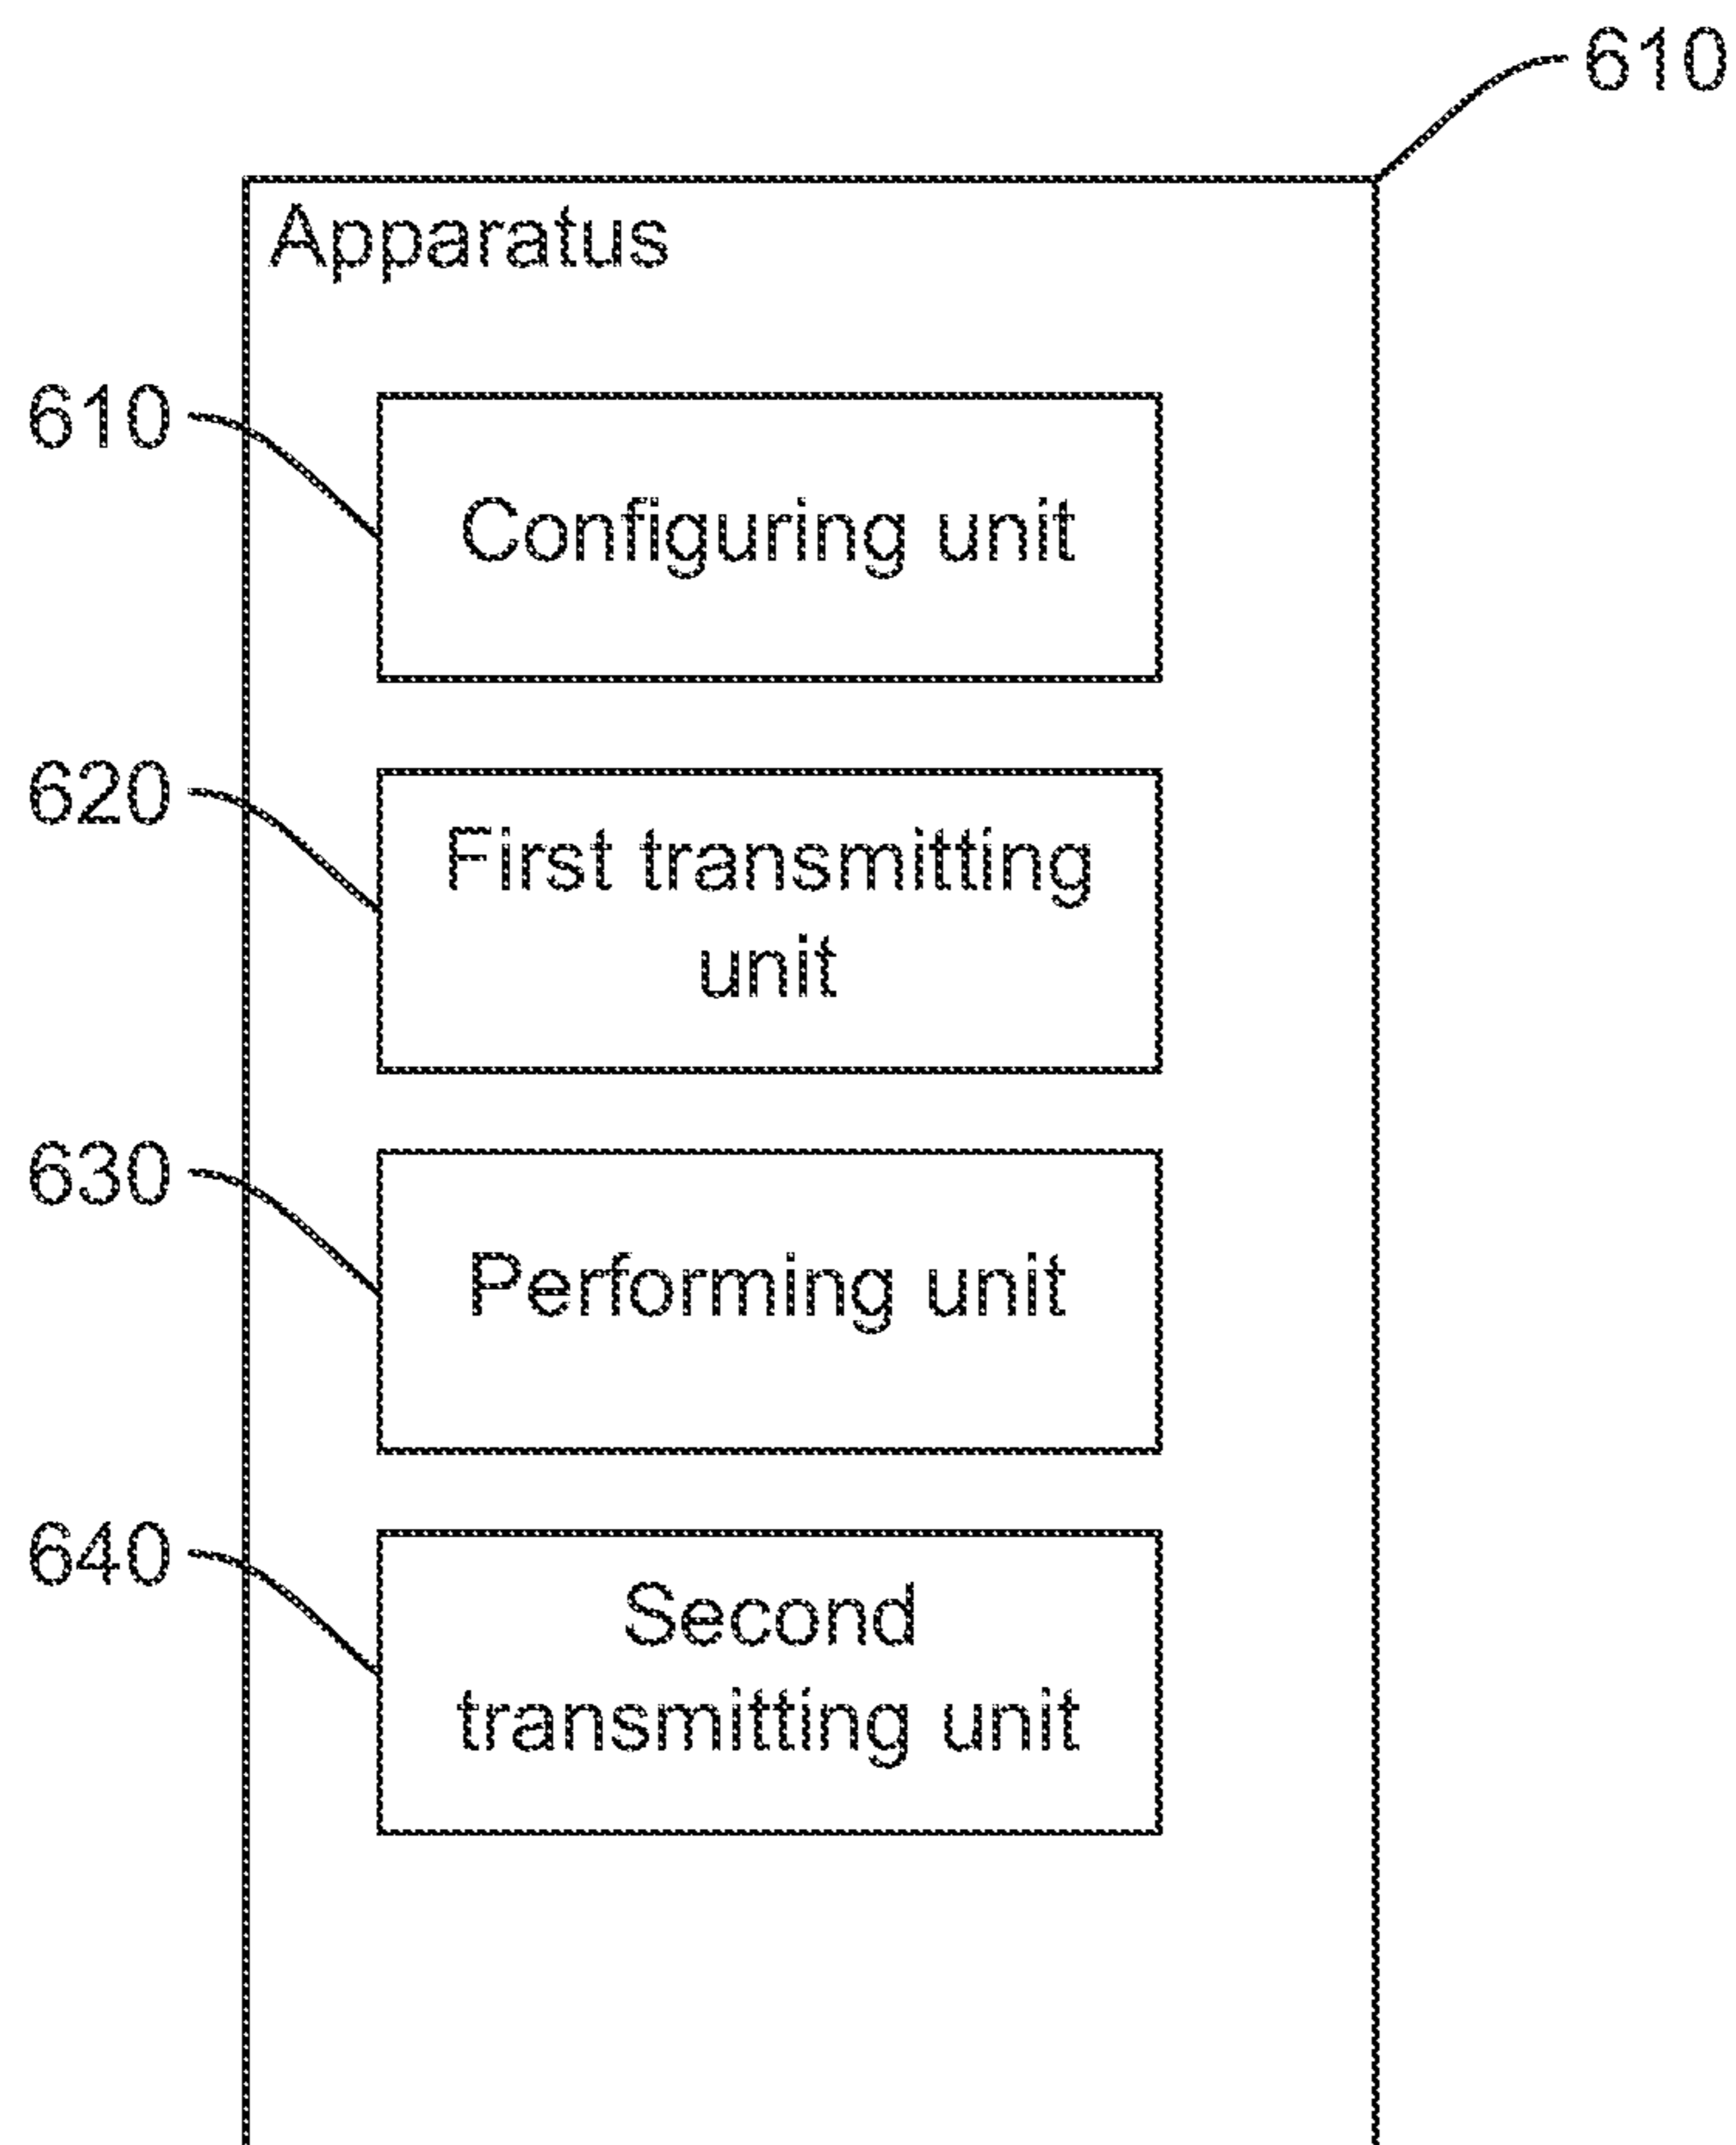 610
Apparatus
610
Configuring unit
620
First transmitting
unit
630
Performing unit
640
Second
transmitting unit